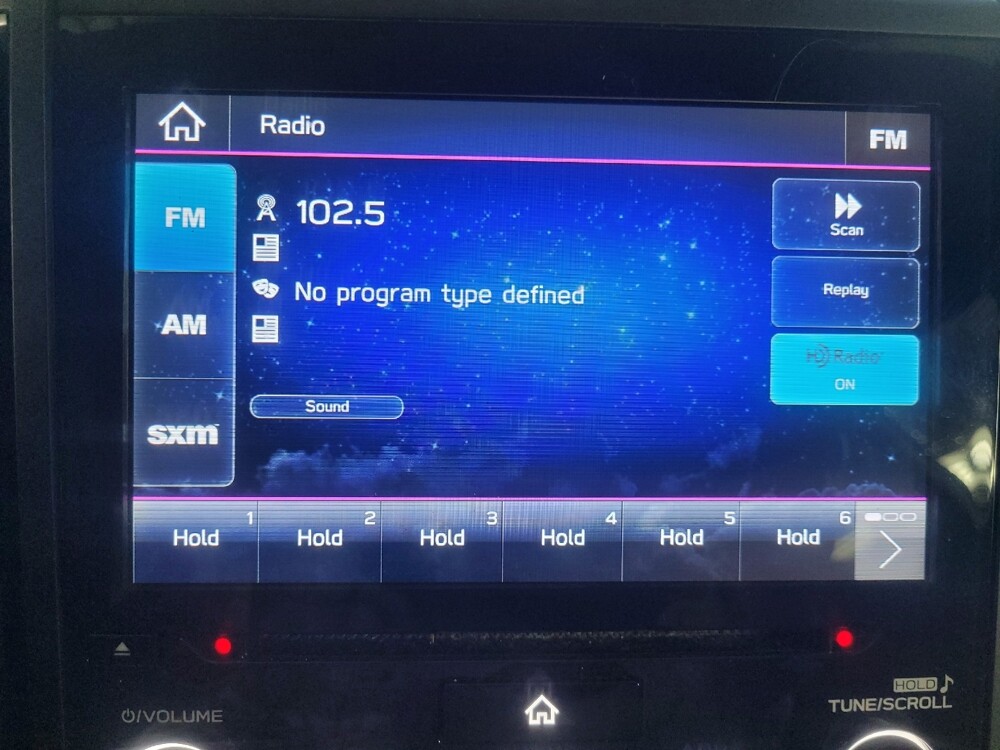 Radio
FM
FM
102.5
Scan
No program type defined
Replay
AM
HD Radio
ON
Sound
sxm
1
2
3
4
5
6
Hold
Hold
Hold
Hold
Hold
Hold
HOLD
/VOLUME
TUNE/SCROLL